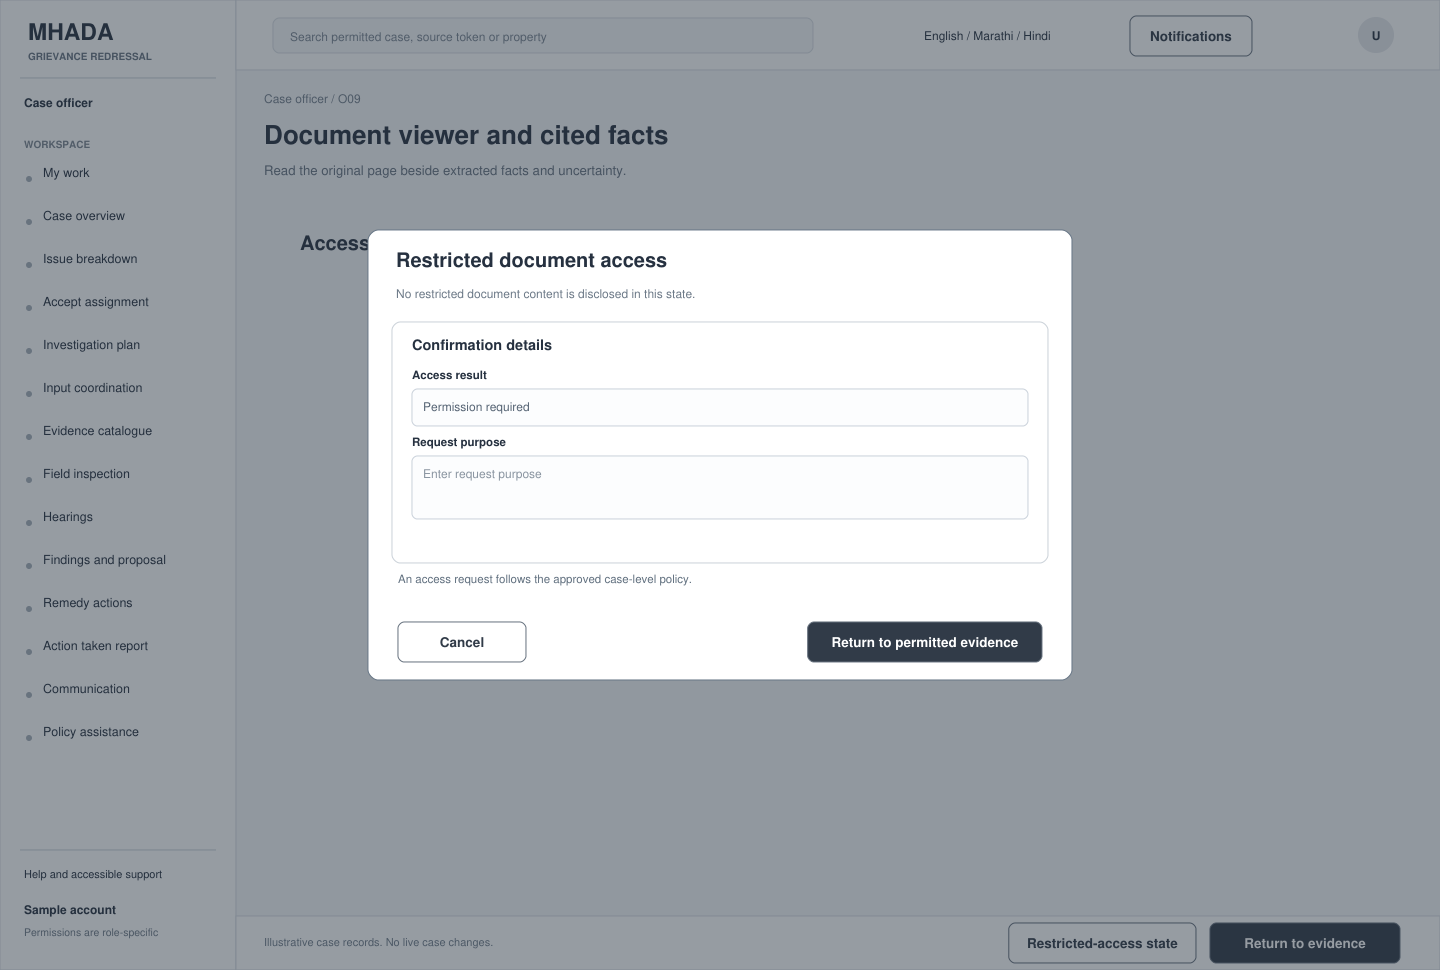 MHADA
GRIEVANCE REDRESSAL
Search permitted case, source token or property
English / Marathi / Hindi
Notifications
U
Case officer
WORKSPACE
My work
Case overview
Issue breakdown
Accept assignment
Investigation plan
Input coordination
Evidence catalogue
Field inspection
Hearings
Findings and proposal
Remedy actions
Action taken report
Communication
Policy assistance
Help and accessible support
Sample account
Permissions are role-specific
Case officer / O09
Document viewer and cited facts
Read the original page beside extracted facts and uncertainty.
Access
Restricted document access
No restricted document content is disclosed in this state.
Confirmation details
Access result
Permission required
Request purpose
Enter request purpose
An access request follows the approved case-level policy.
Cancel
Return to permitted evidence
Illustrative case records. No live case changes.
Restricted-access state
Return to evidence